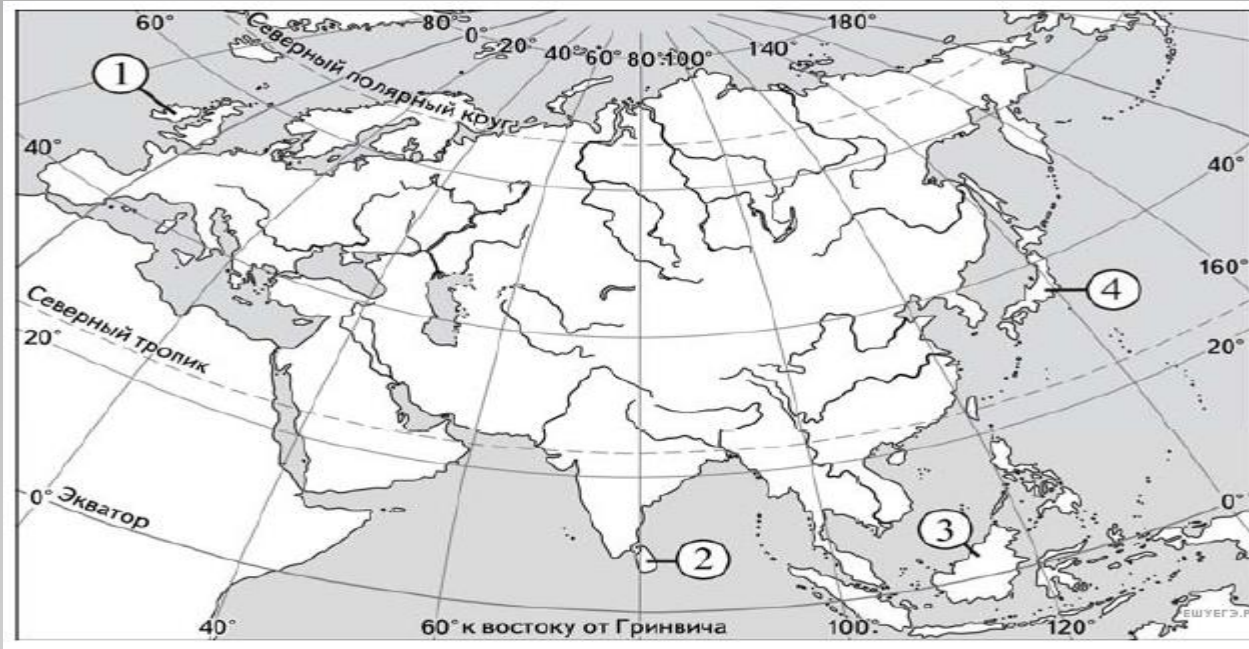 60° 80° 0° 20° 40° 60° 80° 100° 140° 180°
Северный полярный круг
1
40° 40°
160°
4
Северный тропик
20° 20°
0° Экватор 0°
3
2
40° 60° к востоку от Гринвича 100° 120°